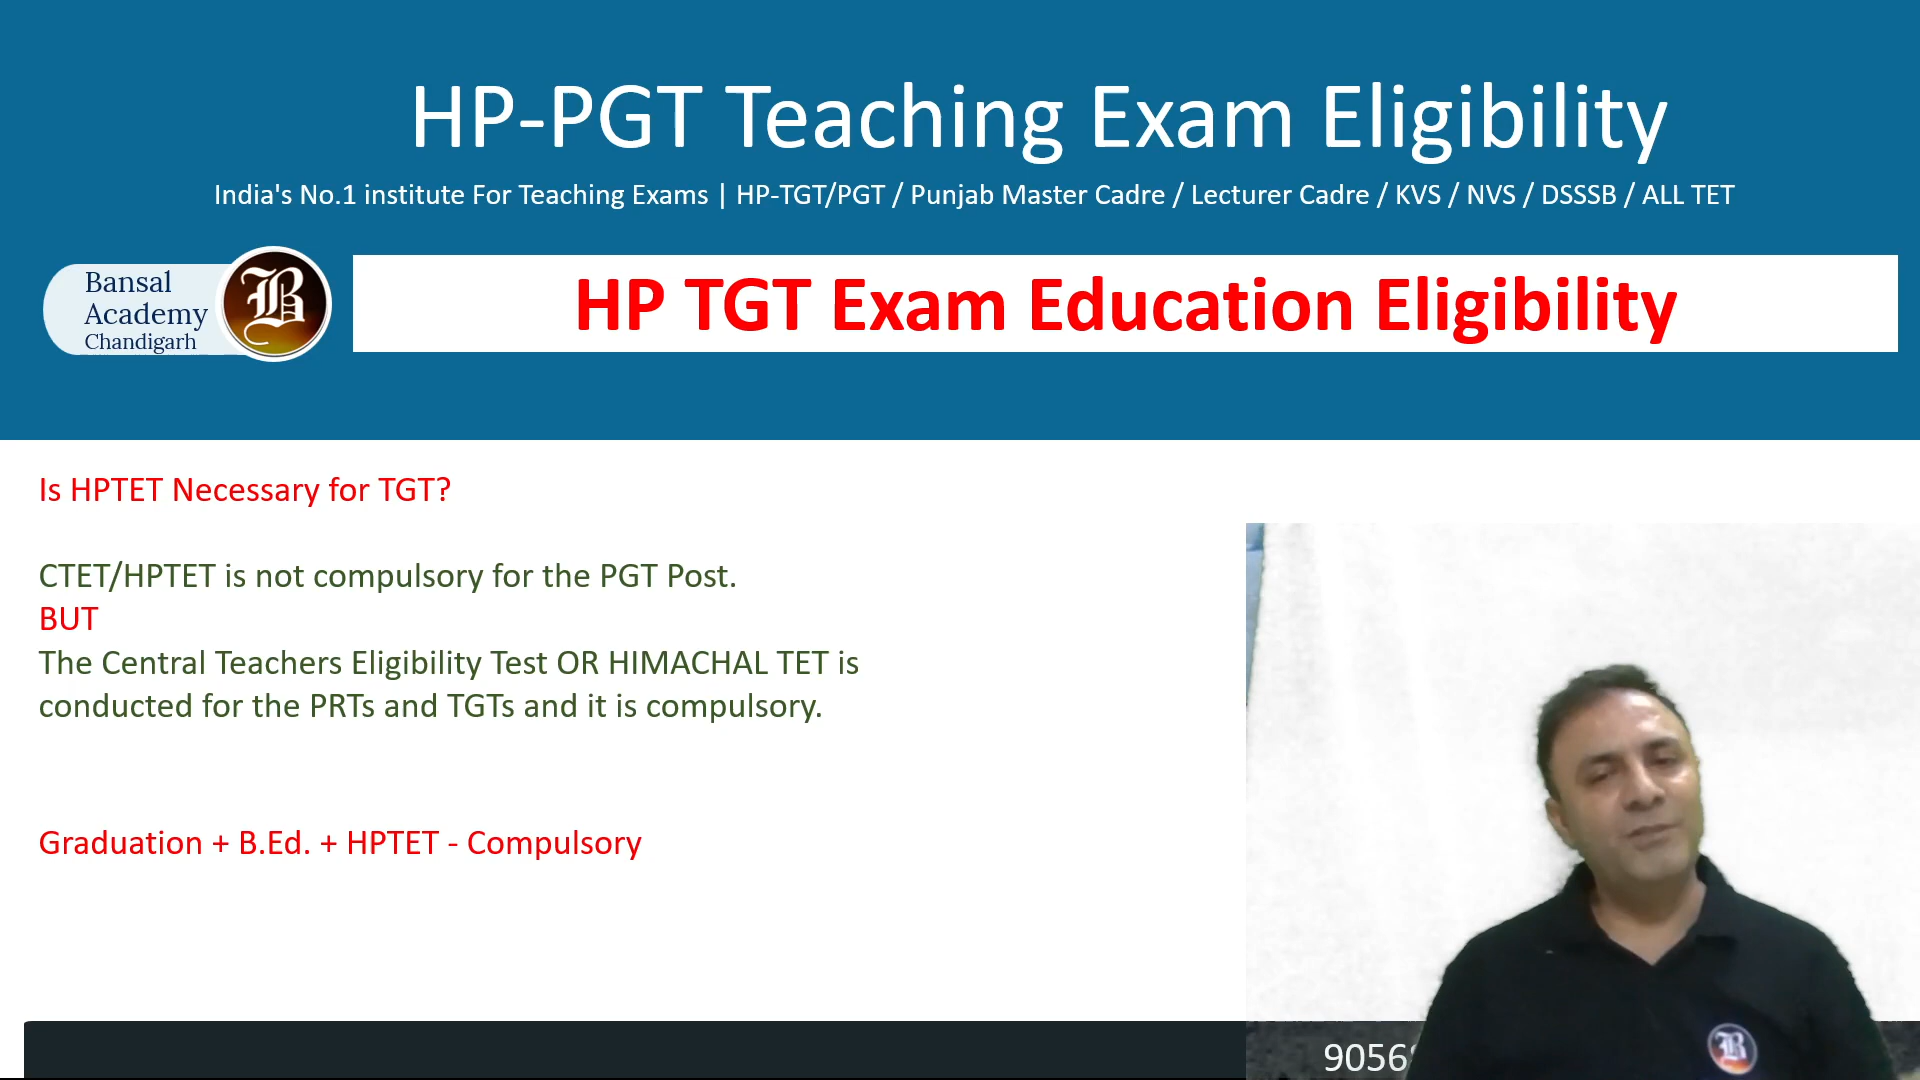 HP-PGT Teaching Exam Eligibility
India's No.1 institute For Teaching Exams | HP-TGT/PGT / Punjab Master Cadre / Lecturer Cadre / KVS / NVS / DSSSB / ALL TET
Bansal
Academy
Chandigarh
B
HP TGT Exam Education Eligibility
Is HPTET Necessary for TGT?
CTET/HPTET is not compulsory for the PGT Post.
BUT
The Central Teachers Eligibility Test OR HIMACHAL TET is
conducted for the PRTs and TGTs and it is compulsory.
Graduation + B.Ed. + HPTET - Compulsory
9056
B